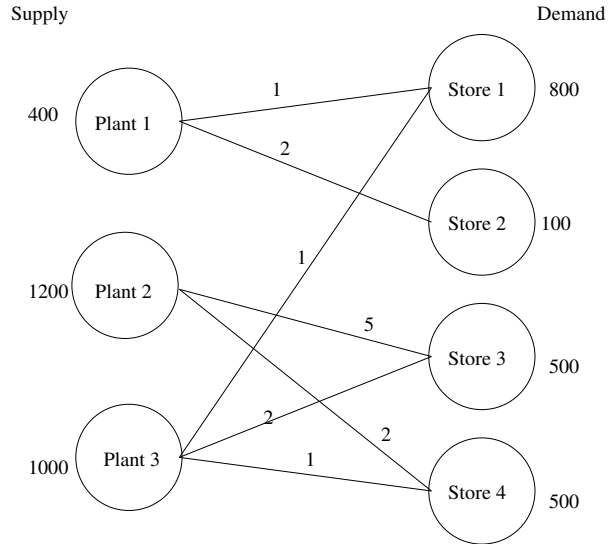 Supply
Demand
Plant 1
Plant 2
Plant 3
400
1200
1000
Store 1
Store 2
Store 3
Store 4
800
100
500
500
1
2
1
5
2
2
1